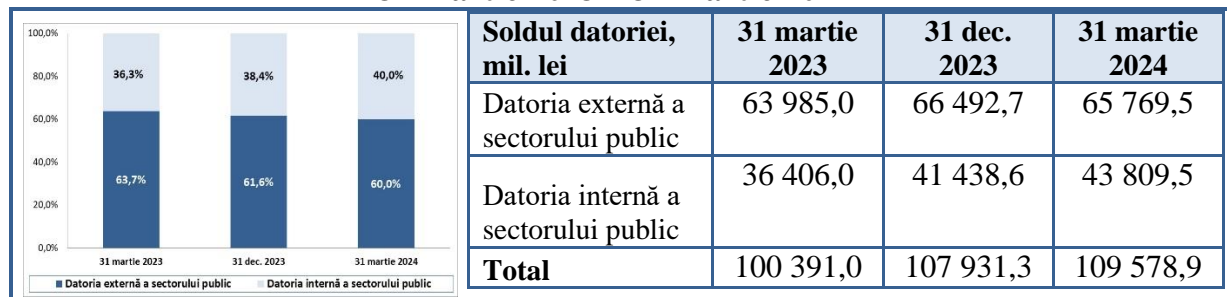 100,0%
80,0%
60,0%
40,0%
20,0%
0,0%
36,3%
38,4%
40,0%
63,7%
61,6%
60,0%
31 martie 2023
31 dec. 2023
31 martie 2024
Datoria externă a sectorului public
Datoria internă a sectorului public
Soldul datoriei, 31 martie 31 dec. 31 martie
mil. lei 2023 2023 2024
Datoria externă a 63 985,0 66 492,7 65 769,5
sectorului public
Datoria internă a 36 406,0 41 438,6 43 809,5
sectorului public
Total 100 391,0 107 931,3 109 578,9